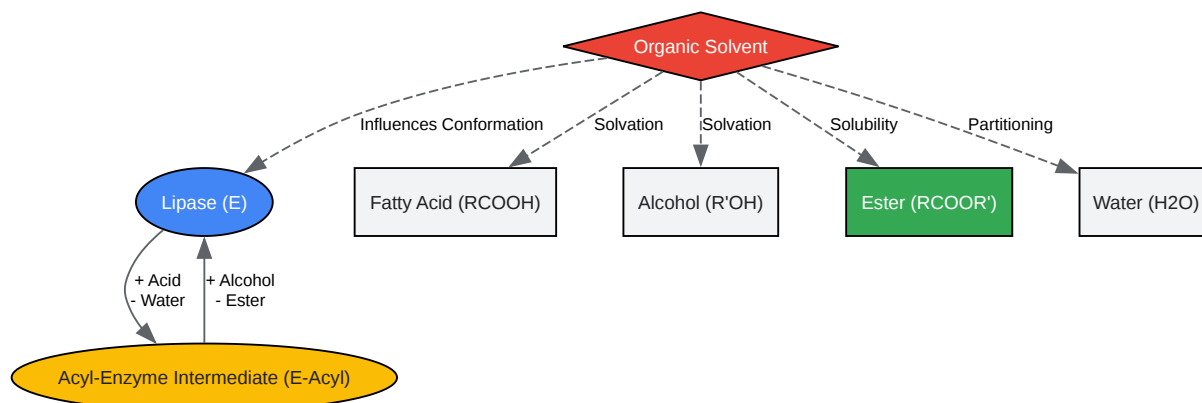 Organic Solvent
Influences Conformation
Solvation
Solvation
Solubility
Partitioning
Lipase (E)
Fatty Acid (RCOOH)
Alcohol (R'OH)
Ester (RCOOR')
Water (H2O)
+ Acid
- Water
+ Alcohol
- Ester
Acyl-Enzyme Intermediate (E-Acyl)